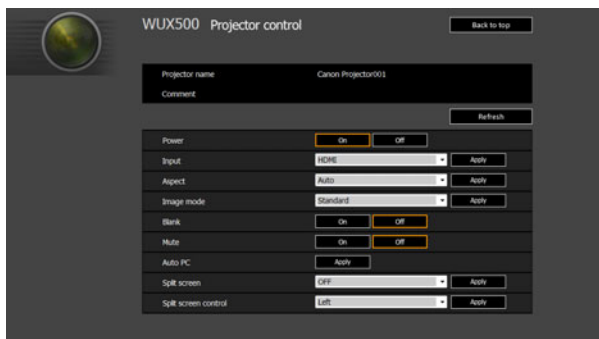 WUX500 Projector control Back to top
Projector name Canon Projector001
Comment
Refresh
Power On Off
Input HDMI Apply
Aspect Auto Apply
Image mode Standard Apply
Blank On Off
Mute On Off
Auto PC Apply
Split screen OFF Apply
Split screen control Left Apply